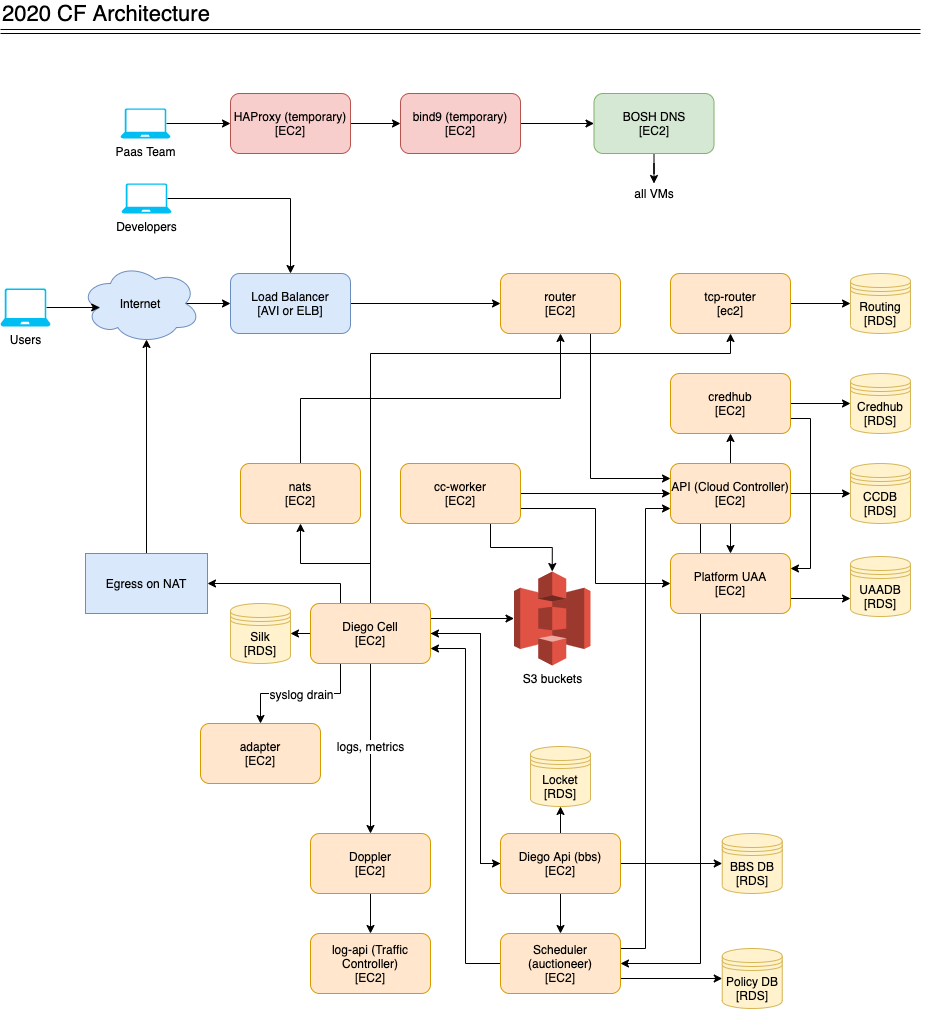 2020 CF Architecture
HAProxy (temporary)
[EC2]
bind9 (temporary)
[EC2]
BOSH DNS
[EC2]
Paas Team
all VMs
Developers
Internet
Load Balancer
[AVI or ELB]
router
[EC2]
tcp-router
[ec2]
Routing
[RDS]
Users
credhub
[EC2]
Credhub
[RDS]
nats
[EC2]
cc-worker
[EC2]
API (Cloud Controller)
[EC2]
CCDB
[RDS]
Egress on NAT
Platform UAA
[EC2]
UAADB
[RDS]
Silk
[RDS]
Diego Cell
[EC2]
S3 buckets
syslog drain
adapter
[EC2]
logs, metrics
Locket
[RDS]
Doppler
[EC2]
Diego Api (bbs)
[EC2]
BBS DB
[RDS]
log-api (Traffic
Controller)
[EC2]
Scheduler
(auctioneer)
[EC2]
Policy DB
[RDS]